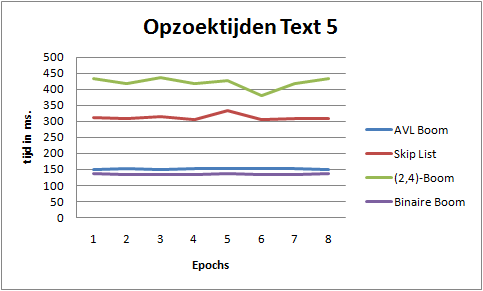 Opzoektijden Text 5
500
450
400
350
300
250
200
150
100
50
0
tijd in ms.
1 2 3 4 5 6 7 8
Epochs
AVL Boom
Skip List
(2,4)-Boom
Binaire Boom